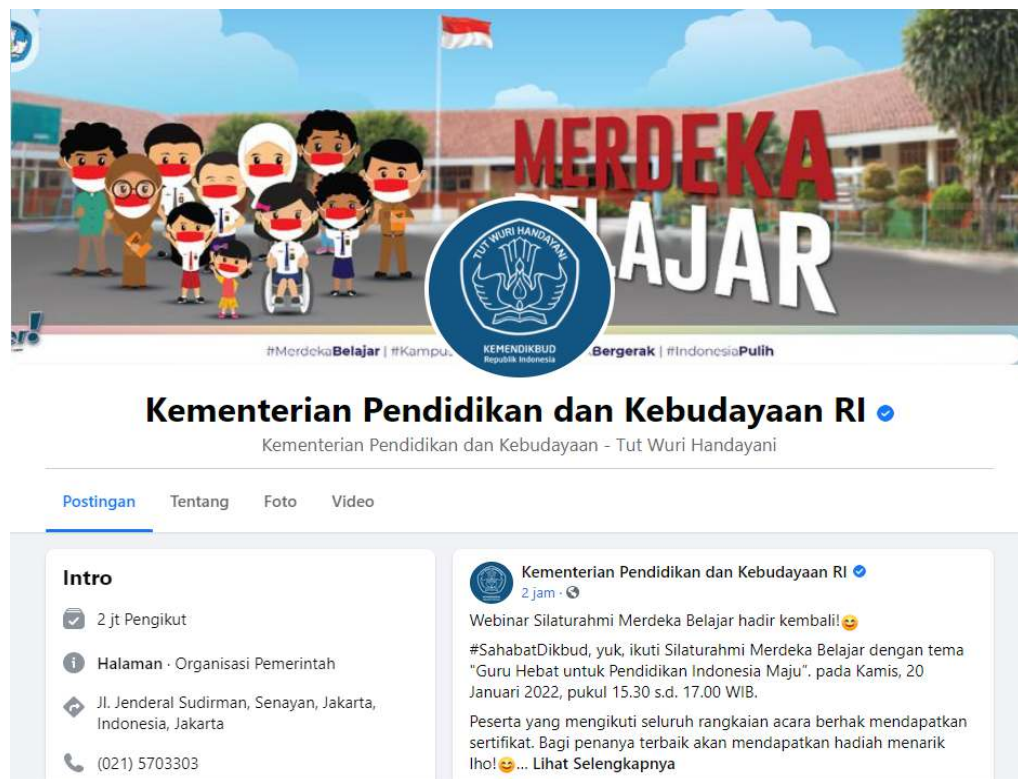 MERDEKA
AJAR
TUT WURI HANDAYANI
KEMENDIKBUD
Republik Indonesia
#MerdekaBelajar | #Kampu
Bergerak | #IndonesiaPulih
Kementerian Pendidikan dan Kebudayaan RI
Kementerian Pendidikan dan Kebudayaan - Tut Wuri Handayani
Postingan Tentang Foto Video
Intro
2 jt Pengikut
Halaman · Organisasi Pemerintah
Jl. Jenderal Sudirman, Senayan, Jakarta,
Indonesia, Jakarta
(021) 5703303
Kementerian Pendidikan dan Kebudayaan RI
2 jam ·
Webinar Silaturahmi Merdeka Belajar hadir kembali!😊
#SahabatDikbud, yuk, ikuti Silaturahmi Merdeka Belajar dengan tema
"Guru Hebat untuk Pendidikan Indonesia Maju". pada Kamis, 20
Januari 2022, pukul 15.30 s.d. 17.00 WIB.
Peserta yang mengikuti seluruh rangkaian acara berhak mendapatkan
sertifikat. Bagi penanya terbaik akan mendapatkan hadiah menarik
lho!😊... Lihat Selengkapnya